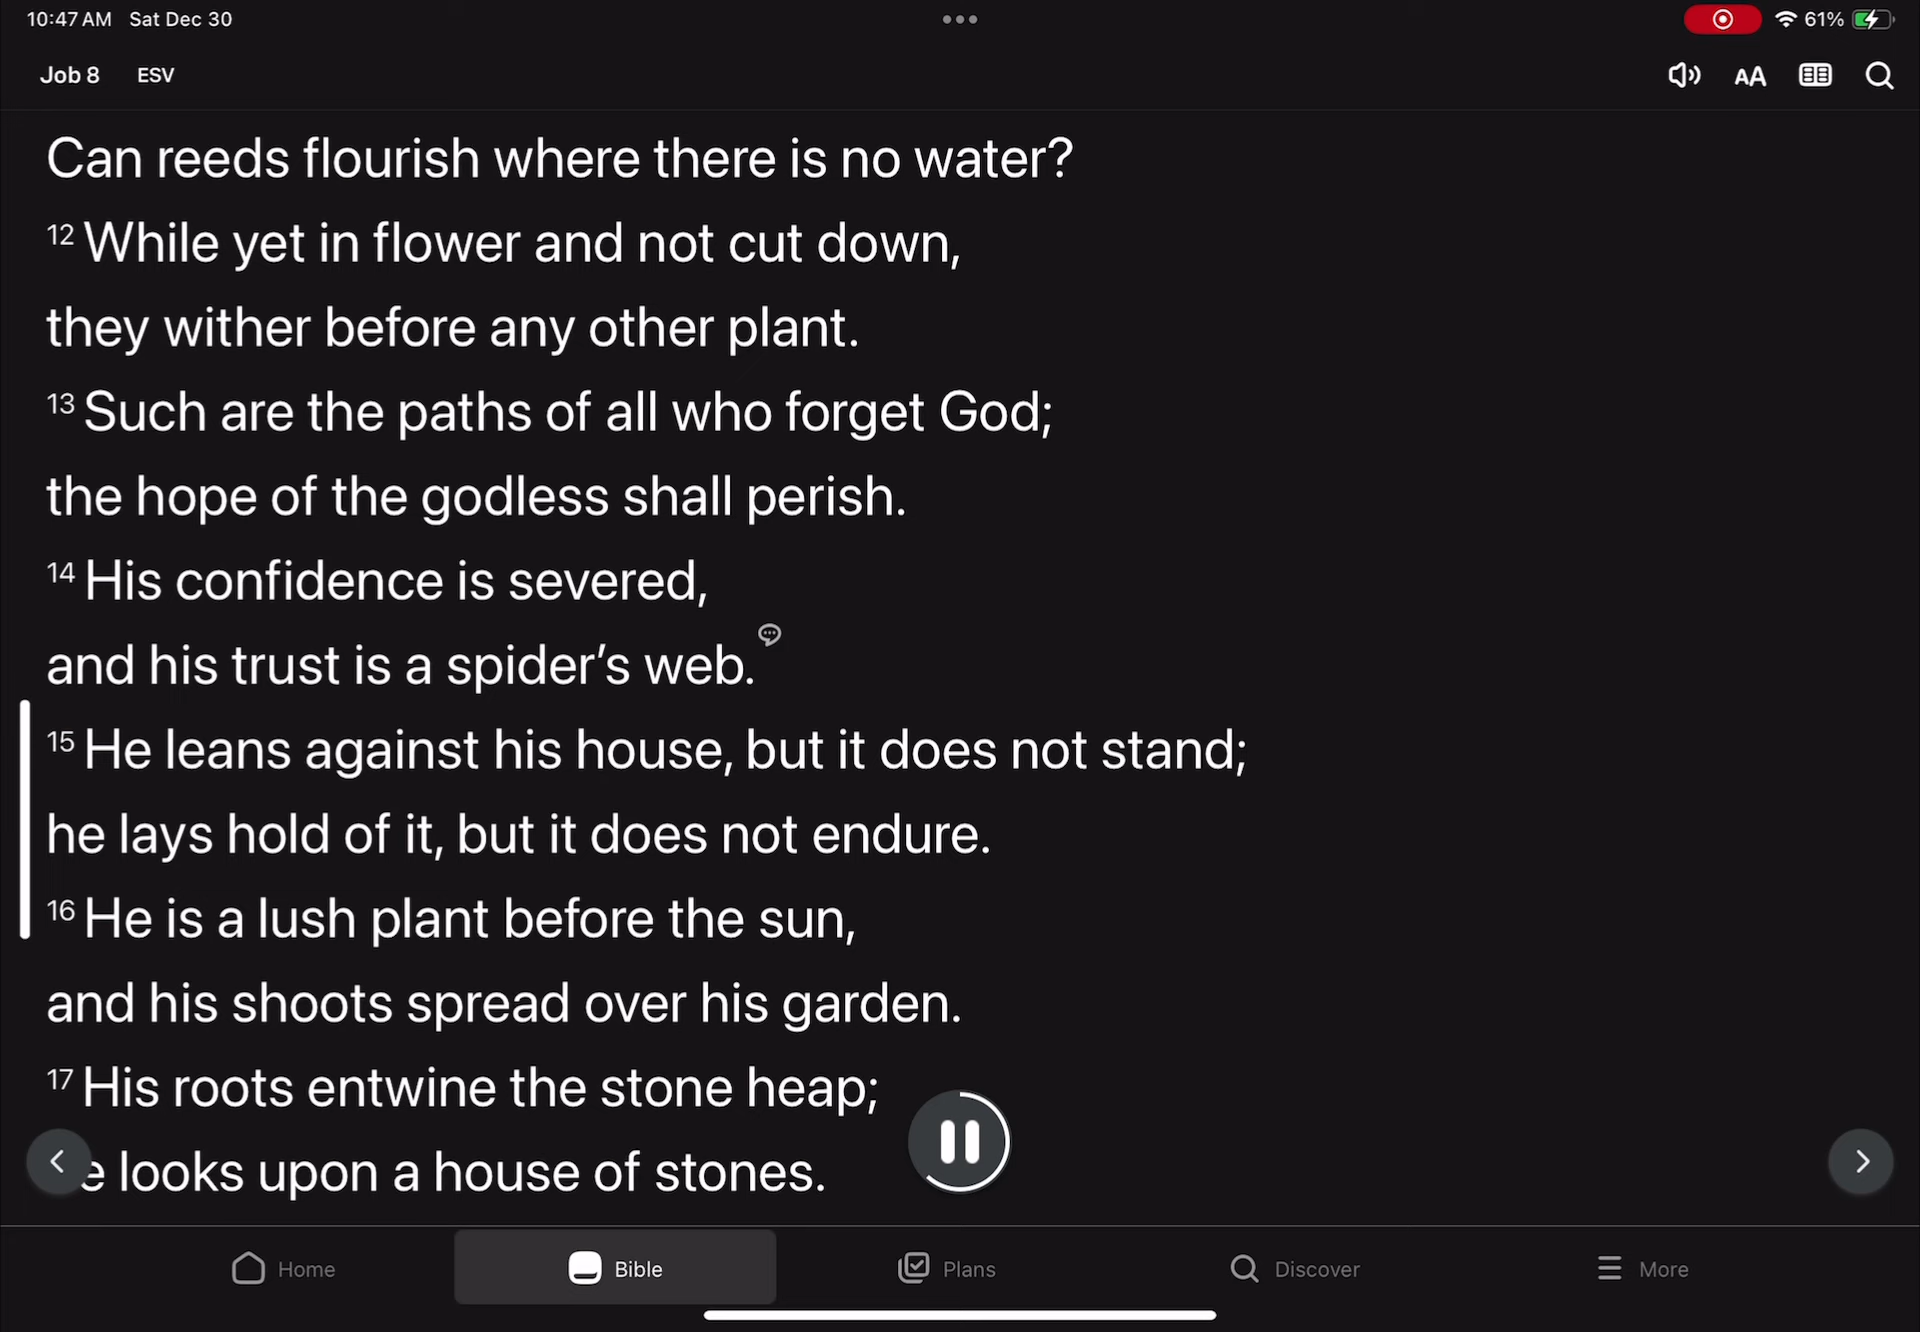 10:47 AM Sat Dec 30
61%
Job 8 ESV
AA
Can reeds flourish where there is no water?
12 While yet in flower and not cut down,
they wither before any other plant.
13 Such are the paths of all who forget God;
the hope of the godless shall perish.
14 His confidence is severed,
and his trust is a spider’s web.
15 He leans against his house, but it does not stand;
he lays hold of it, but it does not endure.
16 He is a lush plant before the sun,
and his shoots spread over his garden.
17 His roots entwine the stone heap;
e looks upon a house of stones.
Home Bible Plans Discover More